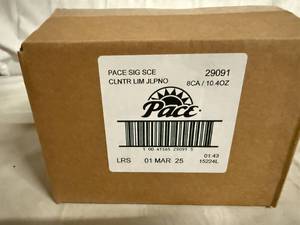 PACE SIG SCE 29091
CLNTR LIM JLPNO 8CA / 10.4OZ
Pace
1 00 41565 29091 5
LRS 01 MAR 25 01:43
15224L